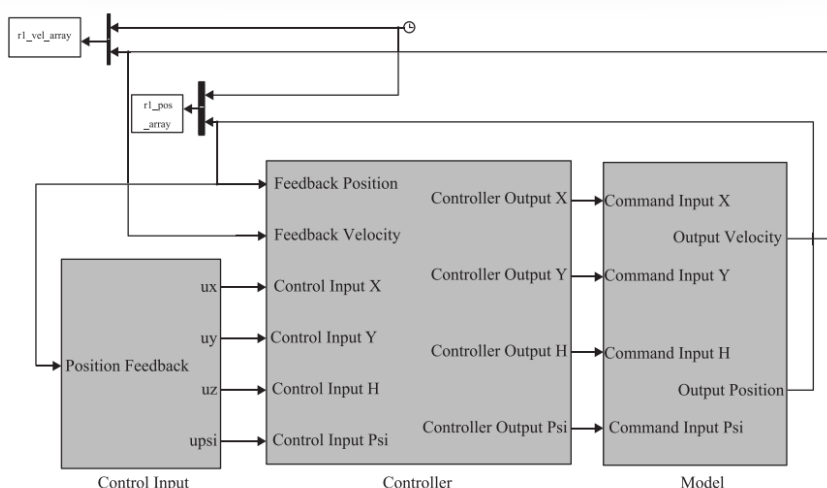 r1_vel_array
r1_pos
_array
Feedback Position
Feedback Velocity
Control Input X
Control Input Y
Control Input H
Control Input Psi
Controller Output X
Controller Output Y
Controller Output H
Controller Output Psi
Command Input X
Output Velocity
Command Input Y
Command Input H
Output Position
Command Input Psi
Position Feedback
ux
uy
uz
upsi
Control Input
Controller
Model